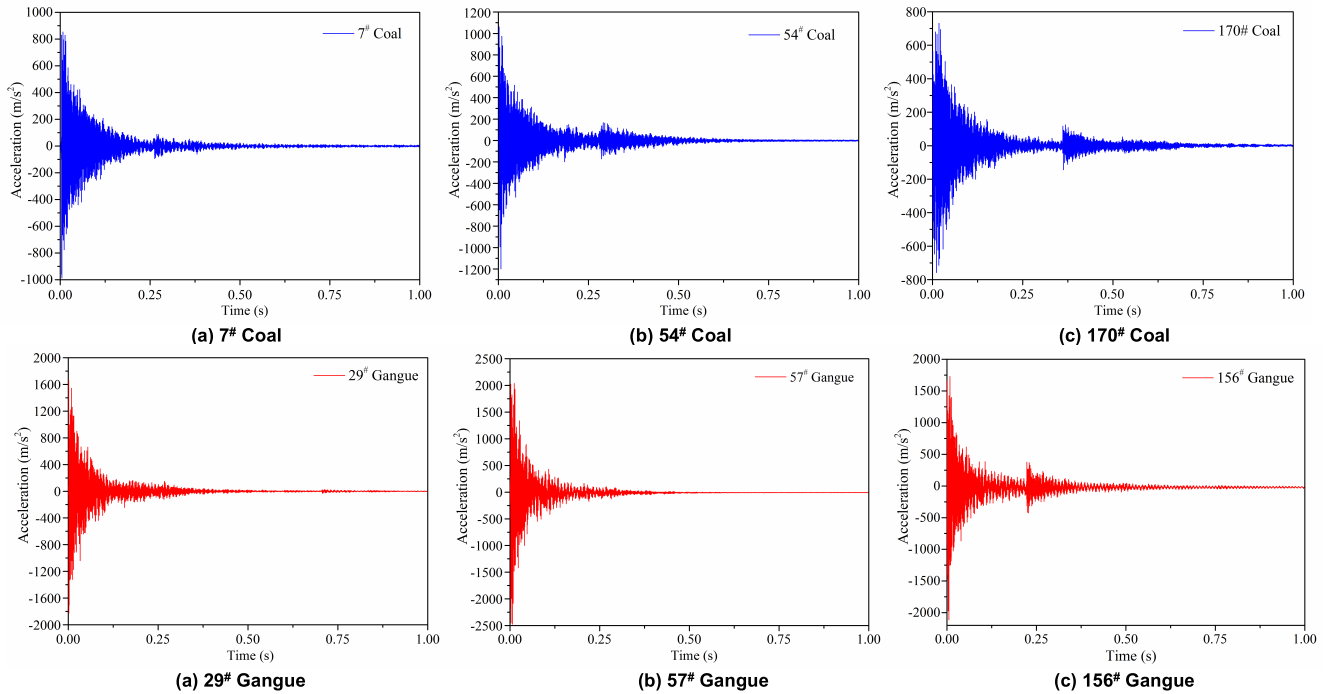 1000
800
600
400
200
0
-200
-400
-600
-800
-1000
Acceleration (m/s²)
7# Coal
0.00 0.25 0.50 0.75 1.00
Time (s)
(a) 7# Coal
1200
1000
800
600
400
200
0
-200
-400
-600
-800
-1000
-1200
Acceleration (m/s²)
54# Coal
0.00 0.25 0.50 0.75 1.00
Time (s)
(b) 54# Coal
800
600
400
200
0
-200
-400
-600
-800
Acceleration (m/s²)
170# Coal
0.00 0.25 0.50 0.75 1.00
Time (s)
(c) 170# Coal
2000
1600
1200
800
400
0
-400
-800
-1200
-1600
-2000
Acceleration (m/s²)
29# Gangue
0.00 0.25 0.50 0.75 1.00
Time (s)
(a) 29# Gangue
2500
2000
1500
1000
500
0
-500
-1000
-1500
-2000
-2500
Acceleration (m/s²)
57# Gangue
0.00 0.25 0.50 0.75 1.00
Time (s)
(b) 57# Gangue
2000
1500
1000
500
0
-500
-1000
-1500
-2000
Acceleration (m/s²)
156# Gangue
0.00 0.25 0.50 0.75 1.00
Time (s)
(c) 156# Gangue